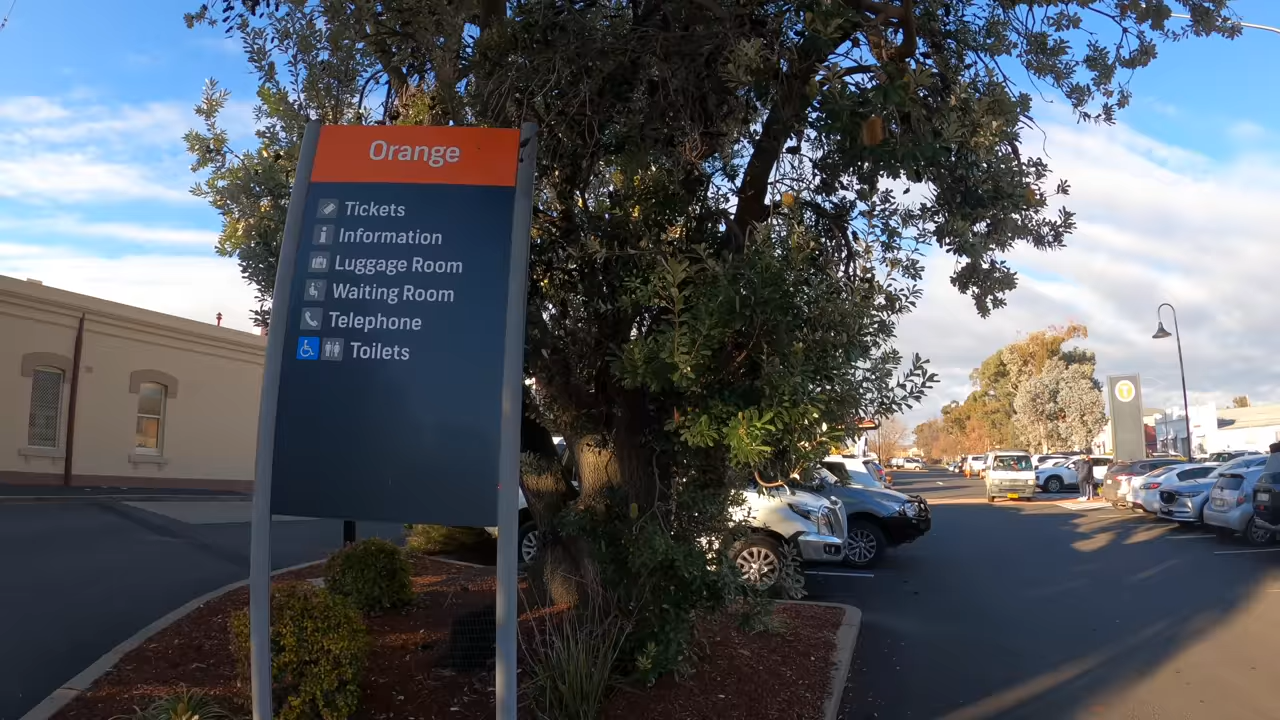 Orange
Tickets
Information
Luggage Room
Waiting Room
Telephone
Toilets
T